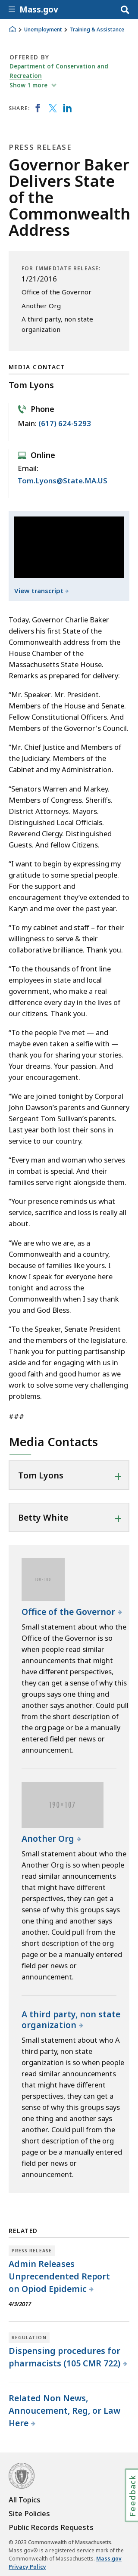 Mass.gov
Unemployment > Training & Assistance
OFFERED BY
Department of Conservation and
Recreation
Show 1 more
SHARE:
PRESS RELEASE
Governor Baker
Delivers State
of the
Commonwealth
Address
FOR IMMEDIATE RELEASE:
1/21/2016
Office of the Governor
Another Org
A third party, non state
organization
MEDIA CONTACT
Tom Lyons
Phone
Main: (617) 624-5293
Online
Email:
Tom.Lyons@State.MA.US
View transcript
Today, Governor Charlie Baker
delivers his first State of the
Commonwealth address from the
House Chamber of the
Massachusetts State House.
Remarks as prepared for delivery:
“Mr. Speaker. Mr. President.
Members of the House and Senate.
Fellow Constitutional Officers. And
Members of the Governor's Council.
“Mr. Chief Justice and Members of
the Judiciary. Members of the
Cabinet and my Administration.
“Senators Warren and Markey.
Members of Congress. Sheriffs.
District Attorneys. Mayors.
Distinguished Local Officials.
Reverend Clergy. Distinguished
Guests. And fellow Citizens.
“I want to begin by expressing my
gratitude to so many people.
For the support and
encouragement they’ve extended to
Karyn and me over the past year.
“To my cabinet and staff – for their
willingness to serve & their
collaborative brilliance. Thank you.
“To the thousands of front line
employees in state and local
government, who make a real
difference every day in the lives of
our citizens. Thank you.
“To the people I’ve met — and
maybe even taken a selfie with —
thank you for sharing your stories.
Your dreams. Your passion. And
your encouragement.
“We are joined tonight by Corporal
John Dawson’s parents and Gunnery
Sergeant Tom Sullivan’s parents.
Last year both lost their sons in
service to our country.
“Every man and woman who serves
in combat is special. And their
families serve right alongside them.
“Your presence reminds us what
service, sacrifice and loss is really all
about.
“We are who we are, as a
Commonwealth and a country,
because of families like yours. I
know I speak for everyone here
tonight and across the
Commonwealth when I say thank
you and God Bless.
“To the Speaker, Senate President
and the members of the legislature.
Thank you for putting partisanship
aside and for engaging with us in
good faith and good humor as we
work to solve some very challenging
problems.
###
Media Contacts
Tom Lyons +
Betty White +
Office of the Governor
Small statement about who the
Office of the Governor is so
when people read similar
announcements that might
have different perspectives,
they can get a sense of why this
groups says one thing and
another says another. Could pull
from the short description of
the org page or be a manually
entered field per view or
announcement.
190×107
Another Org
Small statement about who the
Another Org is so when people
read similar announcements
that might have different
perspectives, they can get a
sense of why this groups says
one thing and another says
another. Could pull from the
short description of the org
page or be a manually entered
field per view or
announcement.
A third party, non state
organization
Small statement about who A
third party, non state
organization is so when people
read similar announcements
that might have different
perspectives, they can get a
sense of why this groups says
one thing and another says
another. Could pull from the
short description of the org
page or be a manually entered
field per view or
announcement.
RELATED
PRESS RELEASE
Admin Releases
Unprecendented Report
on Opiod Epidemic
4/3/2017
REGULATION
Dispensing procedures for
pharmacists (105 CMR 722)
Related Non News,
Annoucement, Reg, or Law
Here
Feedback
All Topics
Site Policies
Public Records Requests
© 2023 Commonwealth of Massachusetts.
Mass.gov® is a registered service mark of the
Commonwealth of Massachusetts. Mass.gov
Privacy Policy